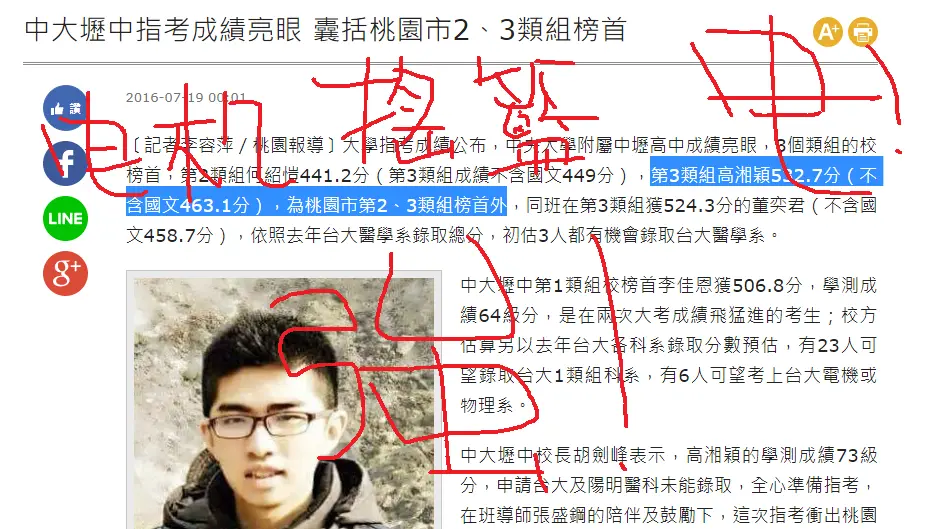 中大壢中指考成績亮眼 囊括桃園市2、3類組榜首
A+
讚
2016-07-19 00:01
电机 搖籃 中!
〔記者李容萍／桃園報導〕大學指考成績公布，中央大學附屬中壢高中成績亮眼，3個類組的校
榜首，第2類組何紹愷441.2分（第3類組成績不含國文449分），第3類組高湘穎532.7分（不
含國文463.1分），為桃園市第2、3類組榜首外，同班在第3類組獲524.3分的董奕君（不含國
文458.7分），依照去年台大醫學系錄取總分，初估3人都有機會錄取台大醫學系。
LINE
g+
強!
中大壢中第1類組校榜首李佳恩獲506.8分，學測成
績64級分，是在兩次大考成績飛猛進的考生；校方
估算另以去年台大各科系錄取分數預估，有23人可
望錄取台大1類組科系，有6人可望考上台大電機或
物理系。
中大壢中校長胡劍峰表示，高湘穎的學測成績73級
分，申請台大及陽明醫科未能錄取，全心準備指考，
在班導師張盛鋼的陪伴及鼓勵下，這次指考衝出桃園